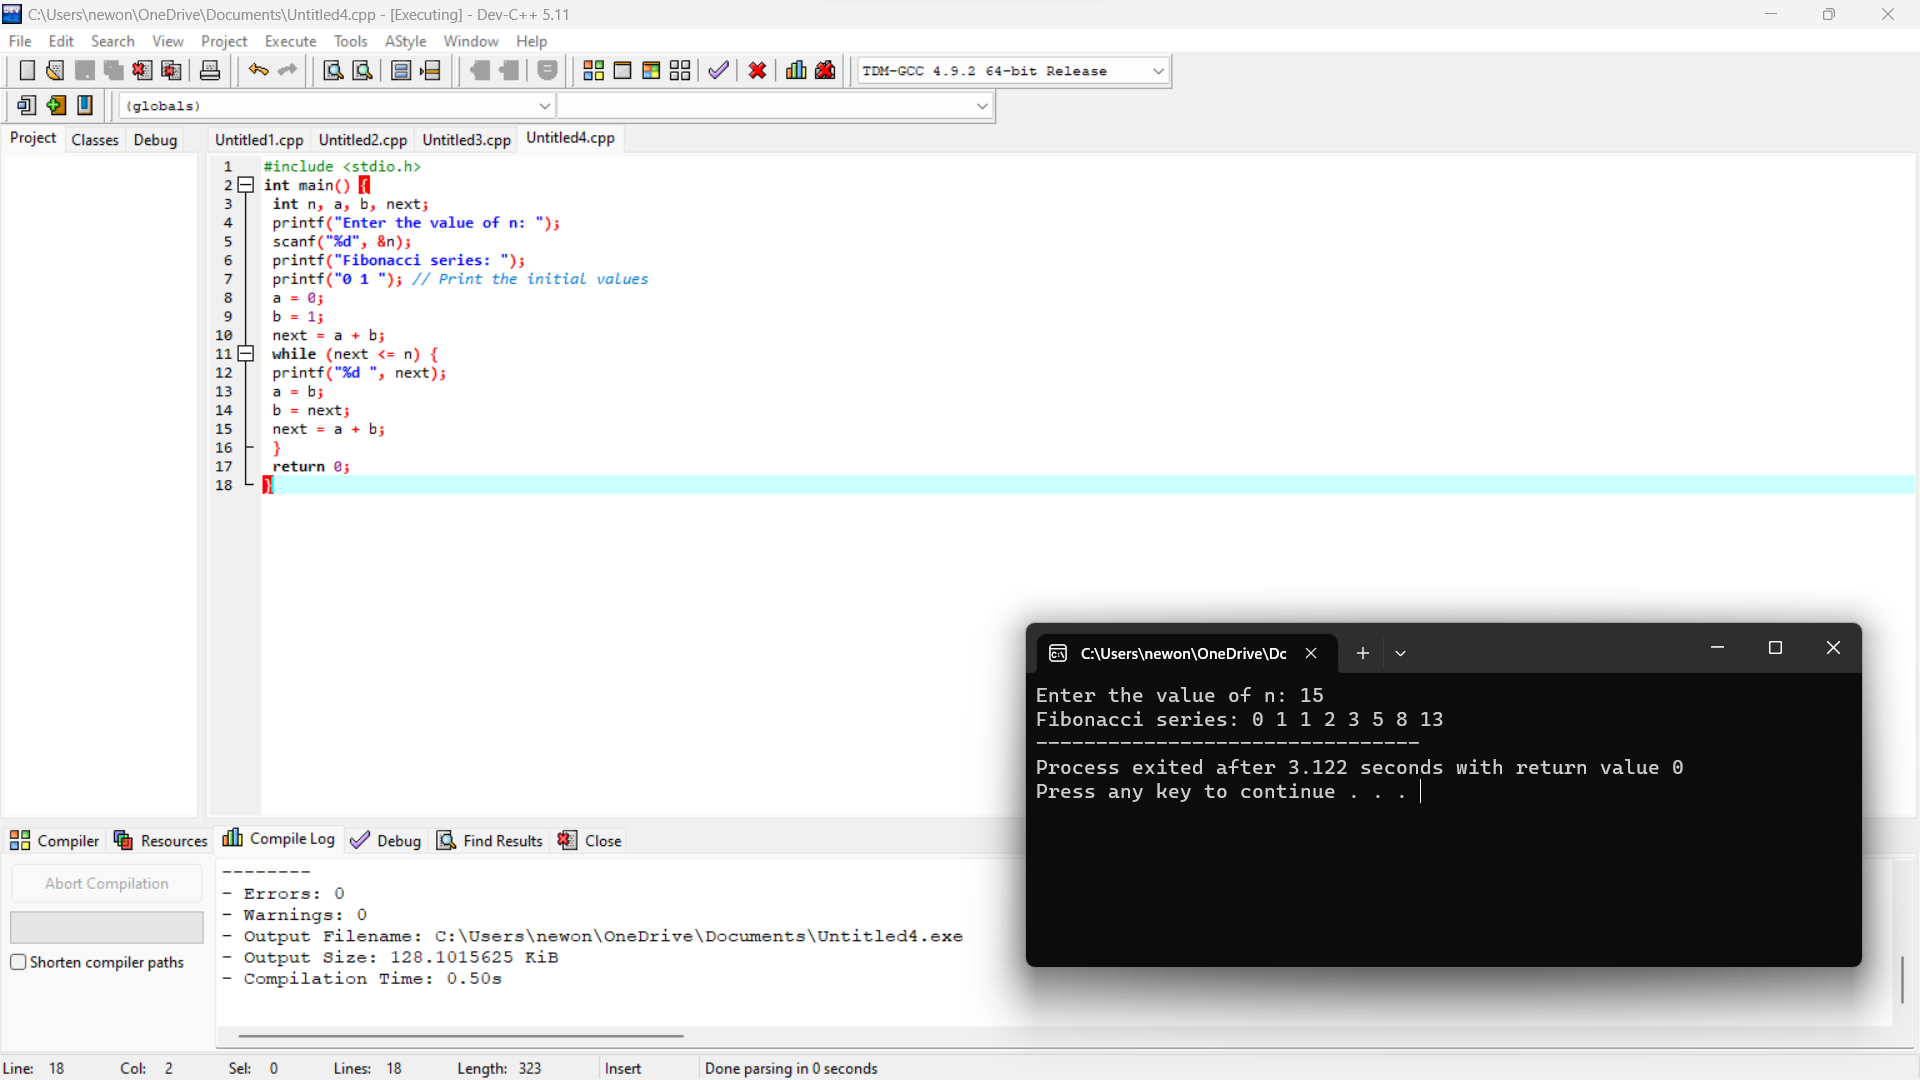 C:\Users\newon\OneDrive\Documents\Untitled4.cpp - [Executing] - Dev-C++ 5.11
File Edit Search View Project Execute Tools AStyle Window Help
TDM-GCC 4.9.2 64-bit Release
(globals)
Project Classes Debug
Untitled1.cpp Untitled2.cpp Untitled3.cpp Untitled4.cpp
1 #include <stdio.h>
2 int main() {
3 int n, a, b, next;
4 printf("Enter the value of n: ");
5 scanf("%d", &n);
6 printf("Fibonacci series: ");
7 printf("0 1 "); // Print the initial values
8 a = 0;
9 b = 1;
10 next = a + b;
11 while (next <= n) {
12 printf("%d ", next);
13 a = b;
14 b = next;
15 next = a + b;
16 }
17 return 0;
18 }
C:\Users\newon\OneDrive\Dc
Enter the value of n: 15
Fibonacci series: 0 1 1 2 3 5 8 13
--------------------------------
Process exited after 3.122 seconds with return value 0
Press any key to continue . . .
Compiler Resources Compile Log Debug Find Results Close
Abort Compilation
Shorten compiler paths
--------
- Errors: 0
- Warnings: 0
- Output Filename: C:\Users\newon\OneDrive\Documents\Untitled4.exe
- Output Size: 128.1015625 KiB
- Compilation Time: 0.50s
Line: 18 Col: 2 Sel: 0 Lines: 18 Length: 323 Insert Done parsing in 0 seconds